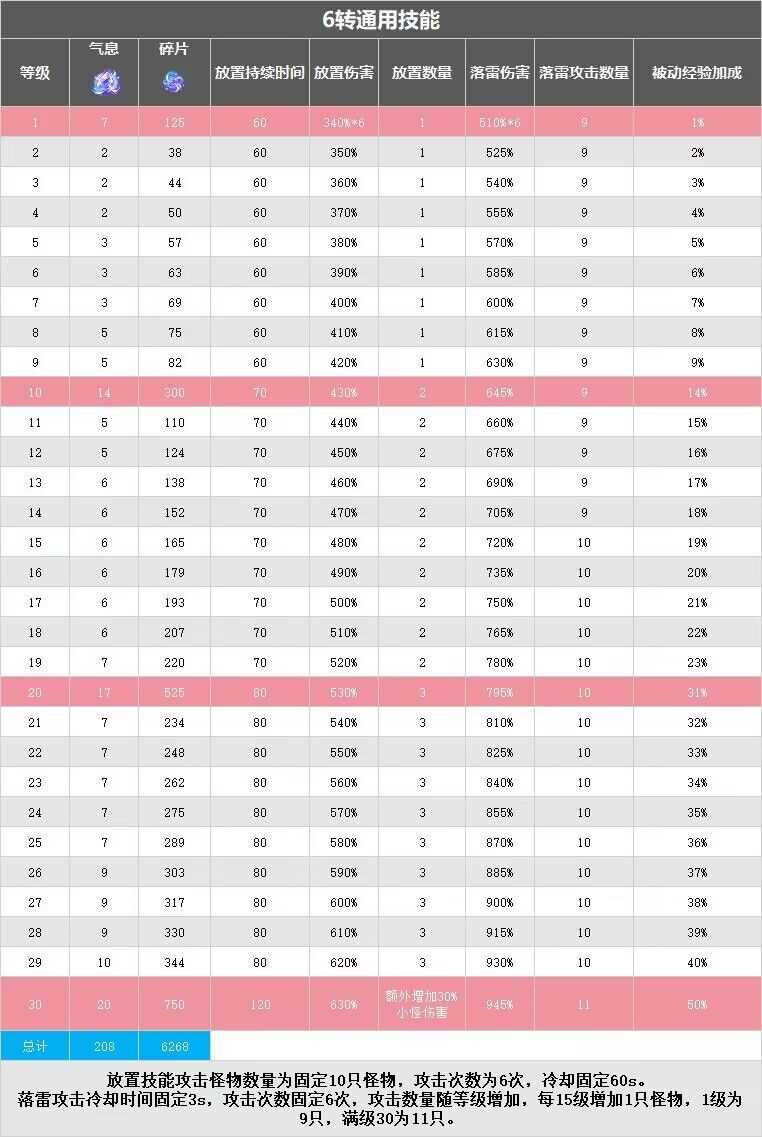 6转通用技能
等级 气息 碎片 放置持续时间 放置伤害 放置数量 落雷伤害 落雷攻击数量 被动经验加成
1 7 125 60 340%*6 1 510%*6 9 1%
2 2 38 60 350% 1 525% 9 2%
3 2 44 60 360% 1 540% 9 3%
4 2 50 60 370% 1 555% 9 4%
5 3 57 60 380% 1 570% 9 5%
6 3 63 60 390% 1 585% 9 6%
7 3 69 60 400% 1 600% 9 7%
8 5 75 60 410% 1 615% 9 8%
9 5 82 60 420% 1 630% 9 9%
10 14 300 70 430% 2 645% 9 14%
11 5 110 70 440% 2 660% 9 15%
12 5 124 70 450% 2 675% 9 16%
13 6 138 70 460% 2 690% 9 17%
14 6 152 70 470% 2 705% 9 18%
15 6 165 70 480% 2 720% 10 19%
16 6 179 70 490% 2 735% 10 20%
17 6 193 70 500% 2 750% 10 21%
18 6 207 70 510% 2 765% 10 22%
19 7 220 70 520% 2 780% 10 23%
20 17 525 80 530% 3 795% 10 31%
21 7 234 80 540% 3 810% 10 32%
22 7 248 80 550% 3 825% 10 33%
23 7 262 80 560% 3 840% 10 34%
24 7 275 80 570% 3 855% 10 35%
25 7 289 80 580% 3 870% 10 36%
26 9 303 80 590% 3 885% 10 37%
27 9 317 80 600% 3 900% 10 38%
28 9 330 80 610% 3 915% 10 39%
29 10 344 80 620% 3 930% 10 40%
30 20 750 120 630% 额外增加30% 945% 11 50%
小怪伤害
总计 208 6268
放置技能攻击怪物数量为固定10只怪物，攻击次数为6次，冷却固定60s。
落雷攻击冷却时间固定3s，攻击次数固定6次，攻击数量随等级增加，每15级增加1只怪物，1级为
9只，满级30为11只。